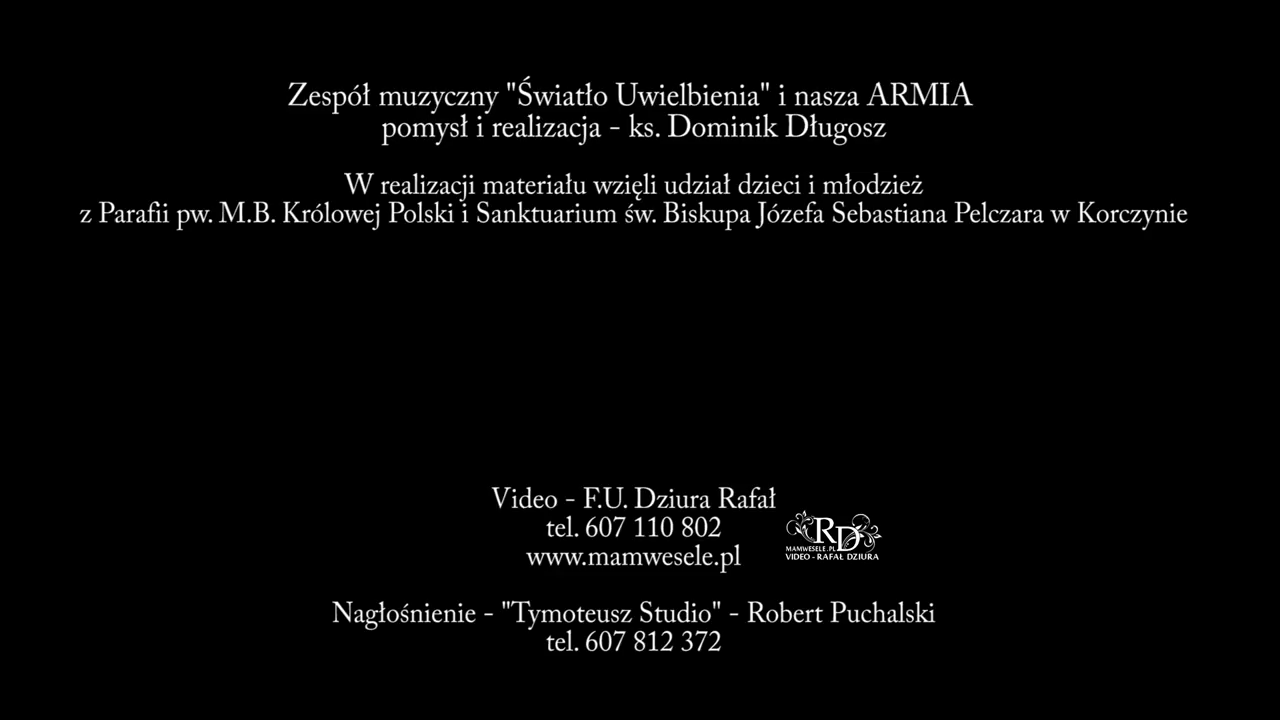 Zespół muzyczny "Światło Uwielbienia" i nasza ARMIA
pomysł i realizacja - ks. Dominik Długosz
W realizacji materiału wzięli udział dzieci i młodzież
z Parafii pw. M.B. Królowej Polski i Sanktuarium św. Biskupa Józefa Sebastiana Pelczara w Korczynie
Video - F.U. Dziura Rafał
tel. 607 110 802
www.mamwesele.pl
RD
MAMWESELE.PL
VIDEO - RAFAŁ DZIURA
Nagłośnienie - "Tymoteusz Studio" - Robert Puchalski
tel. 607 812 372